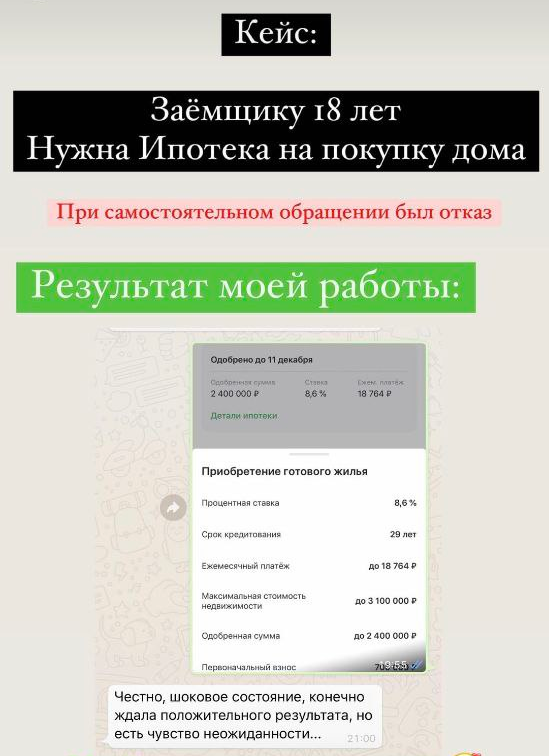 Кейс:
Заёмщику 18 лет
Нужна Ипотека на покупку дома
При самостоятельном обращении был отказ
Результат моей работы:
Одобрено до 11 декабря
Одобренная сумма Ставка Ежем. платёж
2 400 000 ₽ 8,6 % 18 764 ₽
Детали ипотеки
Приобретение готового жилья
Процентная ставка 8,6 %
Срок кредитования 29 лет
Ежемесячный платёж до 18 764 ₽
Максимальная стоимость
недвижимости до 3 100 000 ₽
Одобренная сумма до 2 400 000 ₽
Первоначальный взнос
19:55
Честно, шоковое состояние, конечно
ждала положительного результата, но
есть чувство неожиданности...
21:00